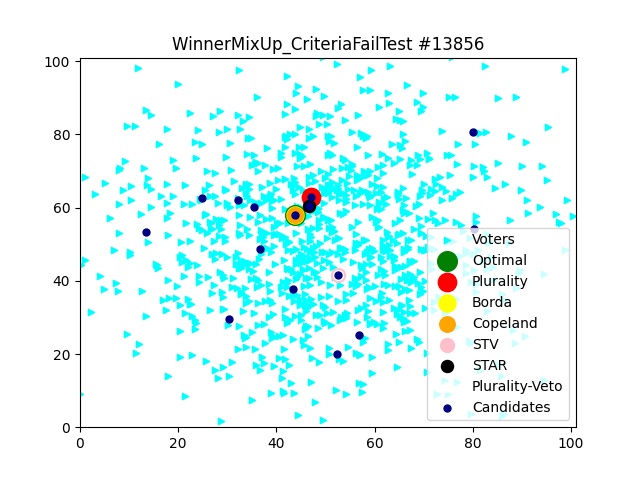 WinnerMixUp_CriteriaFailTest #13856
100
80
60
40
20
0
0
20
40
60
80
100
Voters
Optimal
Plurality
Borda
Copeland
STV
STAR
Plurality-Veto
Candidates